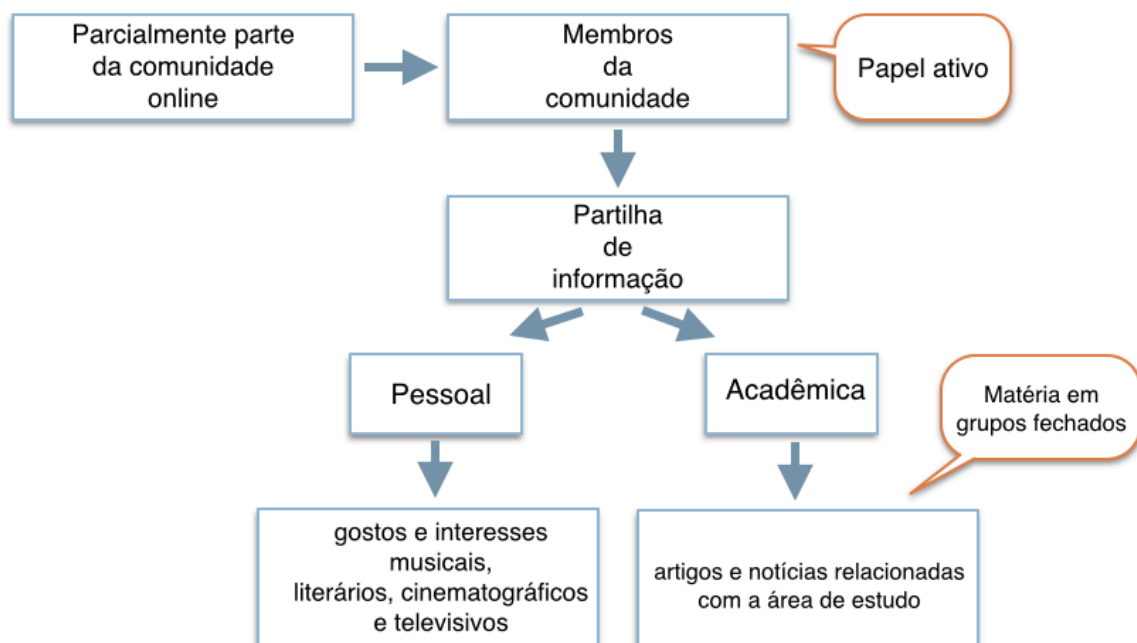 Parcialmente parte
da comunidade
online
Membros
da
comunidade
Papel ativo
Partilha
de
informação
Pessoal
Acadêmica
Matéria em
grupos fechados
gostos e interesses
musicais,
literários, cinematográficos
e televisivos
artigos e notícias relacionadas
com a área de estudo